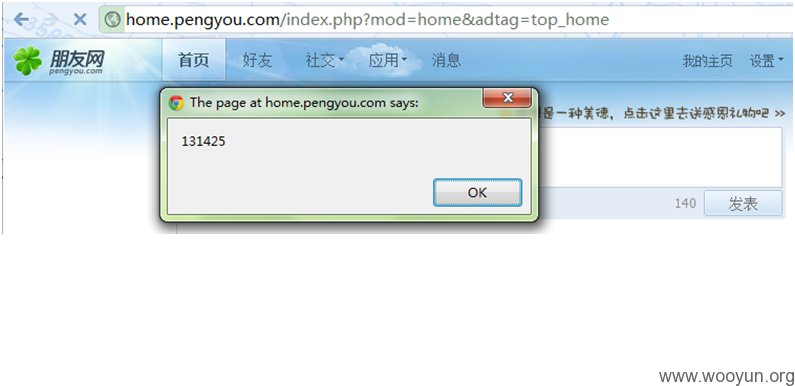 home.pengyou.com/index.php?mod=home&adtag=top_home
朋友网
pengyou.com
首页 好友 社交 应用 消息 我的主页 设置
The page at home.pengyou.com says:
是一种美德，点击这里去送感恩礼物吧 >>
131425
OK
140 发表
www.wooyun.org